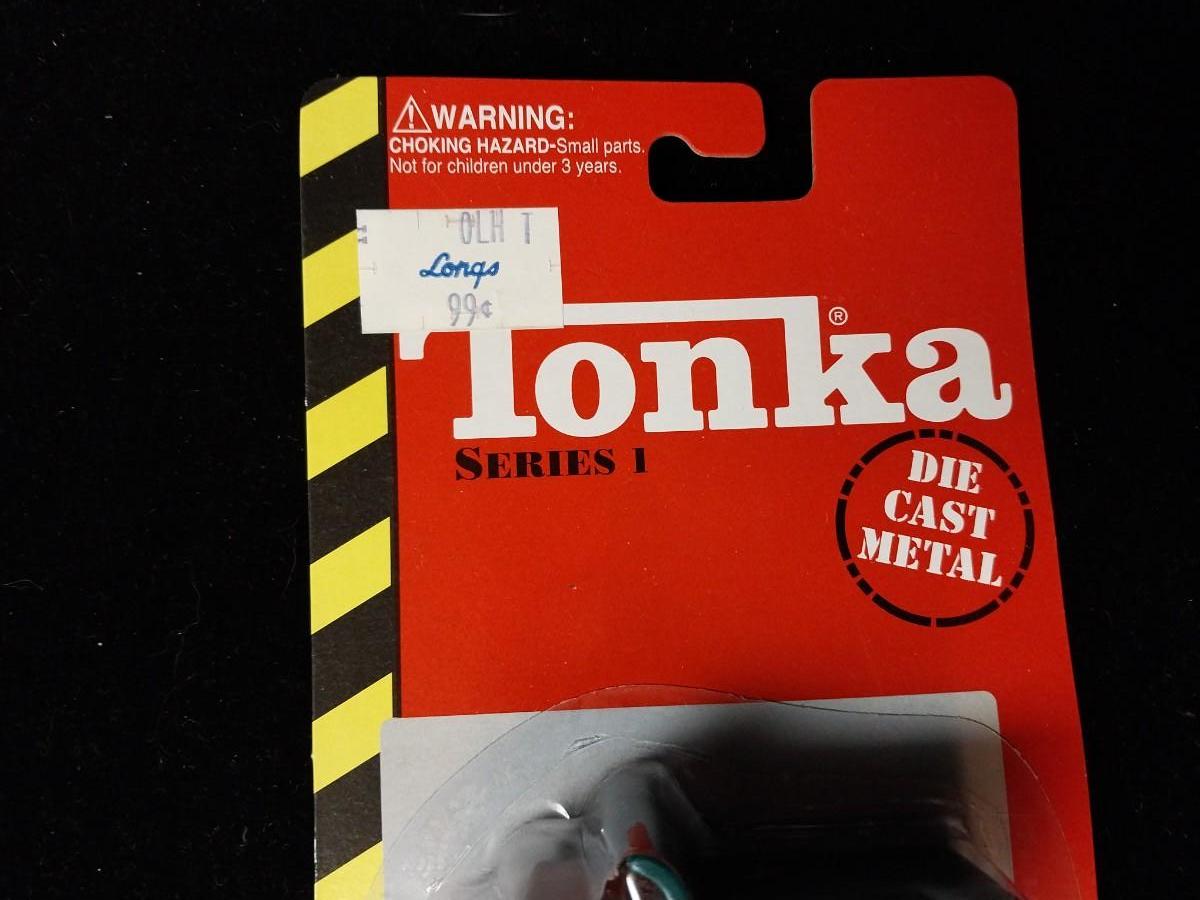 ⚠WARNING:
CHOKING HAZARD-Small parts.
Not for children under 3 years.
OLH T
Longs
99¢
Tonka®
SERIES 1
DIE
CAST
METAL